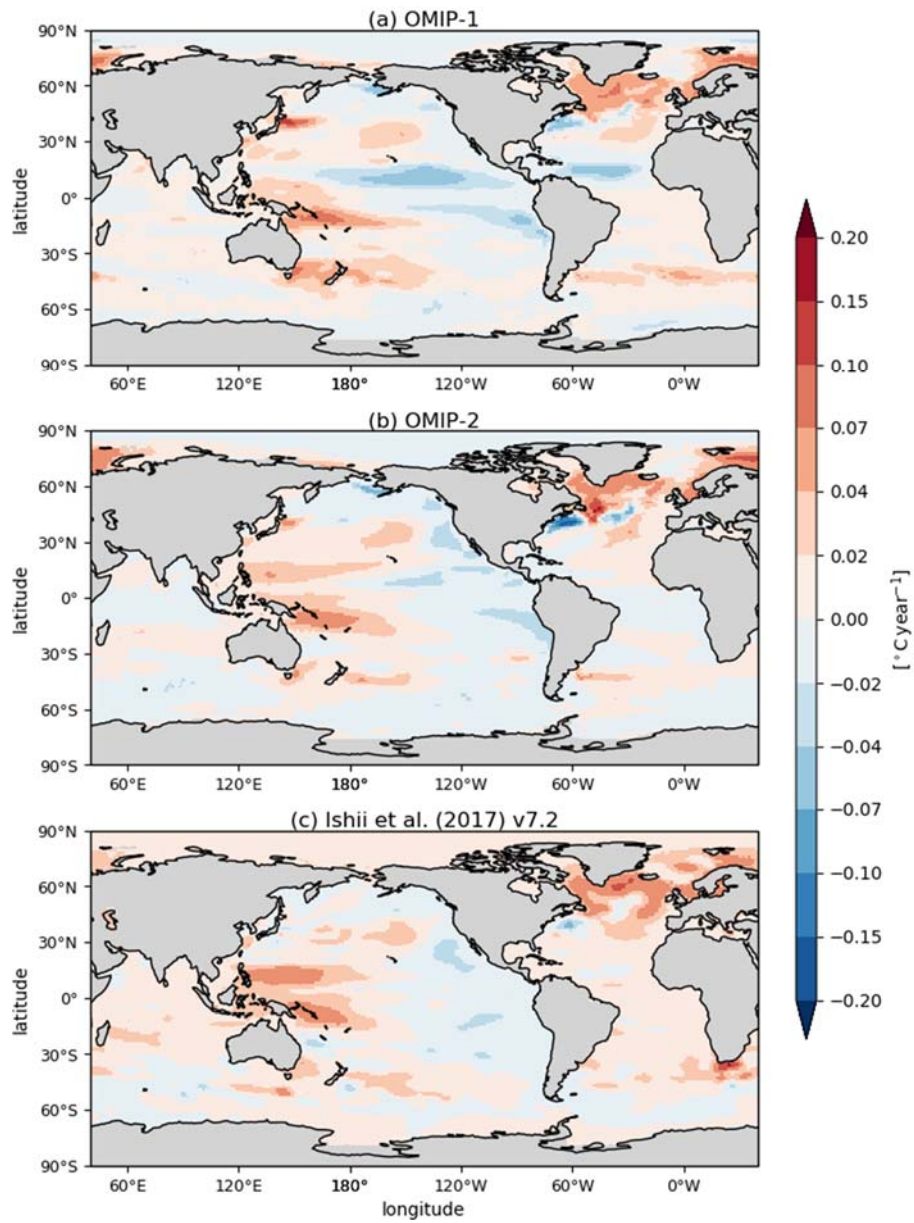 (a) OMIP-1
90°N
60°N
30°N
0°
30°S
60°S
90°S
latitude
60°E 120°E 180° 120°W 60°W 0°W
(b) OMIP-2
90°N
60°N
30°N
0°
30°S
60°S
90°S
latitude
60°E 120°E 180° 120°W 60°W 0°W
(c) Ishii et al. (2017) v7.2
90°N
60°N
30°N
0°
30°S
60°S
90°S
latitude
60°E 120°E 180° 120°W 60°W 0°W
longitude
0.20
0.15
0.10
0.07
0.04
0.02
0.00
−0.02
−0.04
−0.07
−0.10
−0.15
−0.20
[°C year⁻¹]